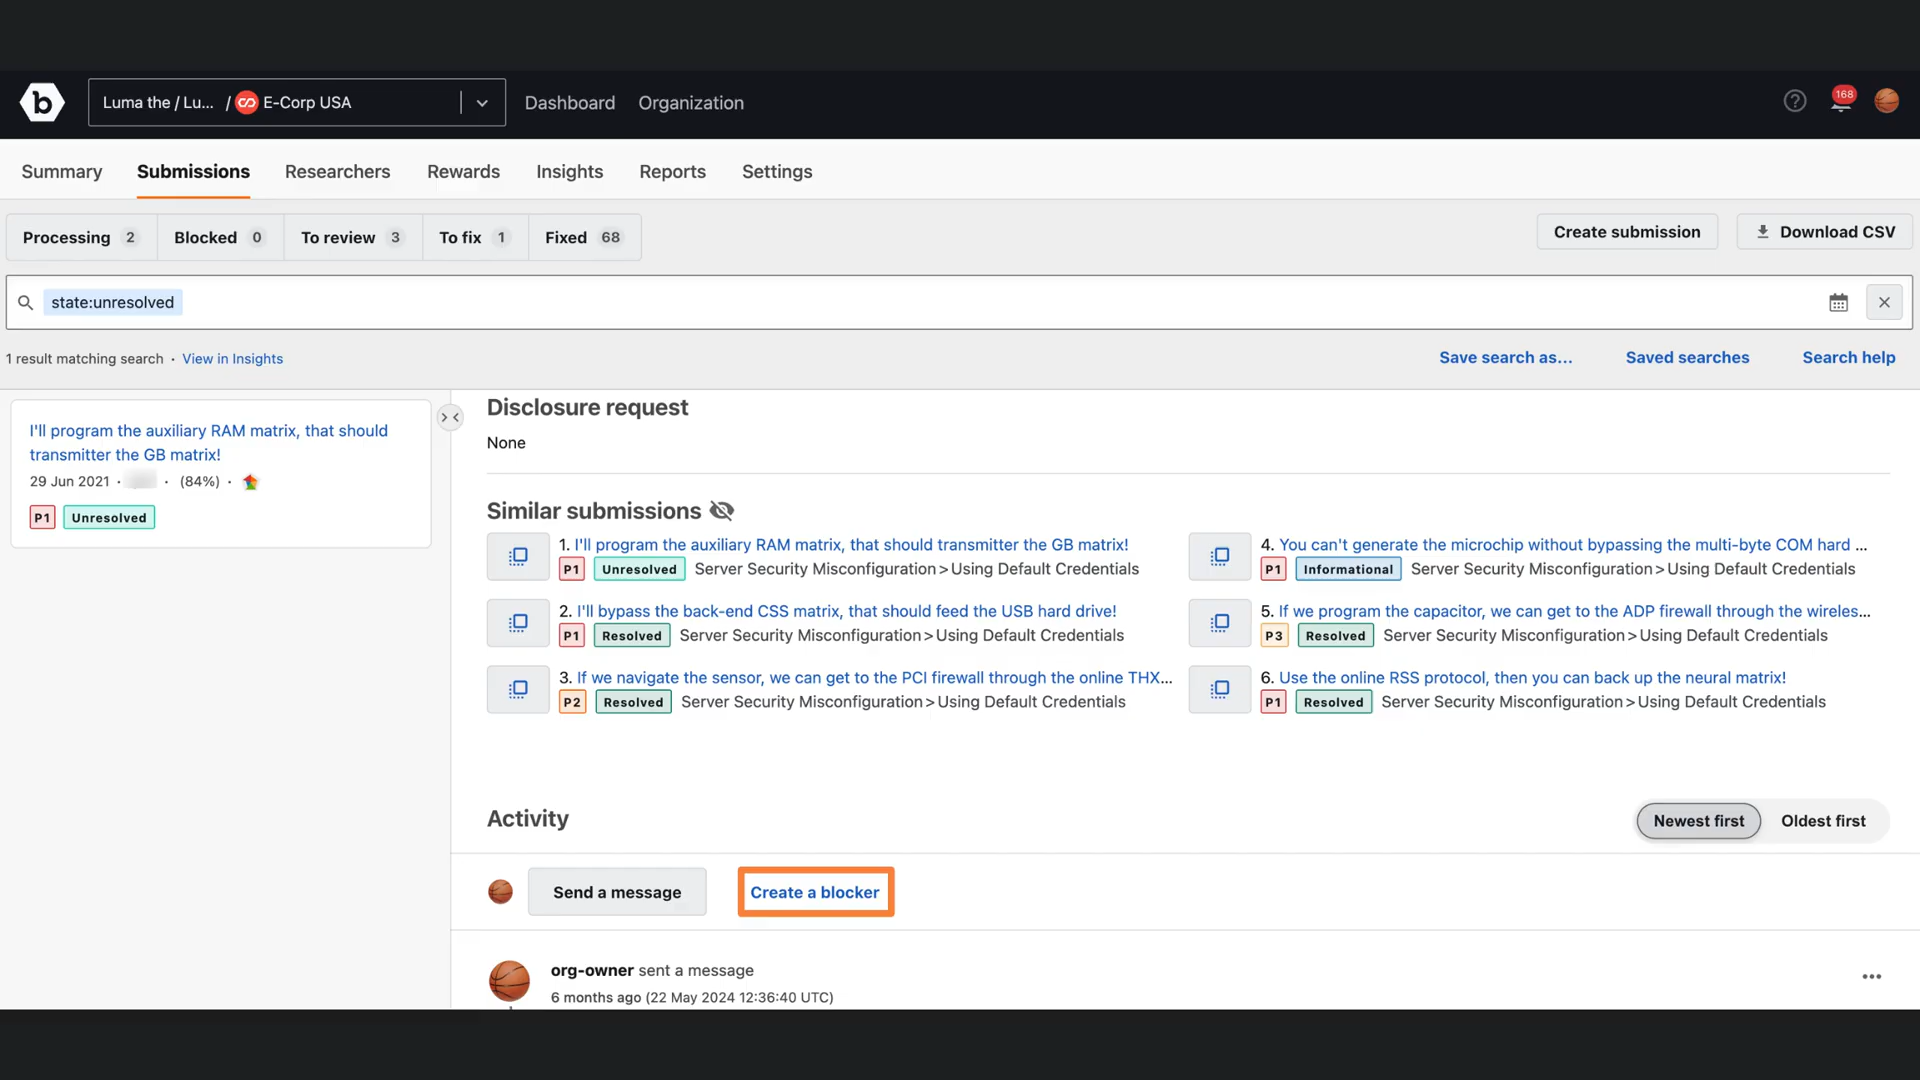 b
Luma the / Lu... / E-Corp USA
Dashboard
Organization
168
Summary
Submissions
Researchers
Rewards
Insights
Reports
Settings
Processing 2
Blocked 0
To review 3
To fix 1
Fixed 68
Create submission
Download CSV
state:unresolved
1 result matching search · View in Insights
Save search as...
Saved searches
Search help
I'll program the auxiliary RAM matrix, that should
transmitter the GB matrix!
29 Jun 2021 · · (84%) ·
P1 Unresolved
Disclosure request
None
Similar submissions
1. I'll program the auxiliary RAM matrix, that should transmitter the GB matrix!
P1 Unresolved Server Security Misconfiguration > Using Default Credentials
2. I'll bypass the back-end CSS matrix, that should feed the USB hard drive!
P1 Resolved Server Security Misconfiguration > Using Default Credentials
3. If we navigate the sensor, we can get to the PCI firewall through the online THX...
P2 Resolved Server Security Misconfiguration > Using Default Credentials
4. You can't generate the microchip without bypassing the multi-byte COM hard ...
P1 Informational Server Security Misconfiguration > Using Default Credentials
5. If we program the capacitor, we can get to the ADP firewall through the wireles...
P3 Resolved Server Security Misconfiguration > Using Default Credentials
6. Use the online RSS protocol, then you can back up the neural matrix!
P1 Resolved Server Security Misconfiguration > Using Default Credentials
Activity
Newest first
Oldest first
Send a message
Create a blocker
org-owner sent a message
6 months ago (22 May 2024 12:36:40 UTC)